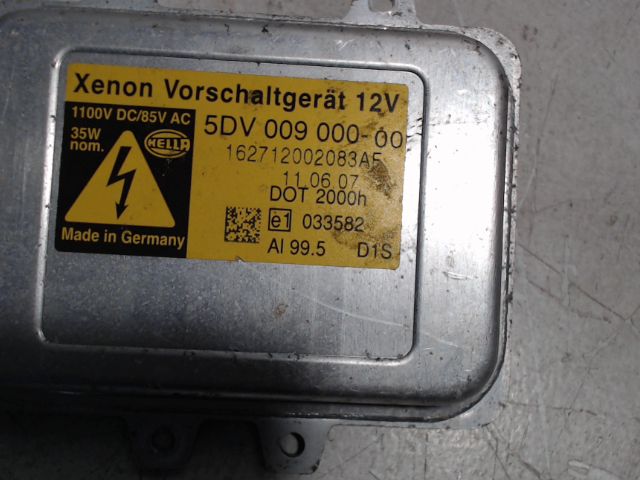 Xenon Vorschaltgerät 12V
1100V DC/85V AC
35W
nom.
HELLA
5DV 009 000-00
162712002083AF
11.06.07
DOT 2000h
e1 033582
Made in Germany
Al 99.5 D1S